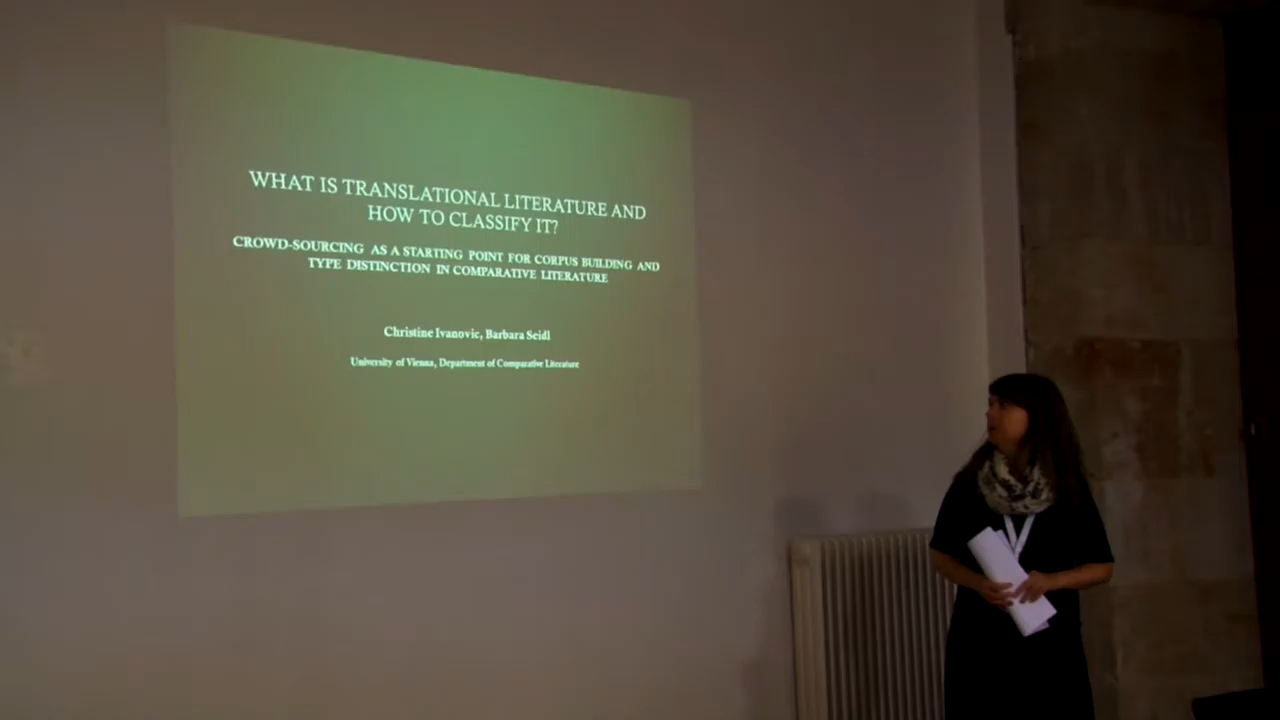 WHAT IS TRANSLATIONAL LITERATURE AND
HOW TO CLASSIFY IT?
CROWD-SOURCING AS A STARTING POINT FOR CORPUS BUILDING AND
TYPE DISTINCTION IN COMPARATIVE LITERATURE
Christine Ivanovic, Barbara Seidl
University of Vienna, Department of Comparative Literature